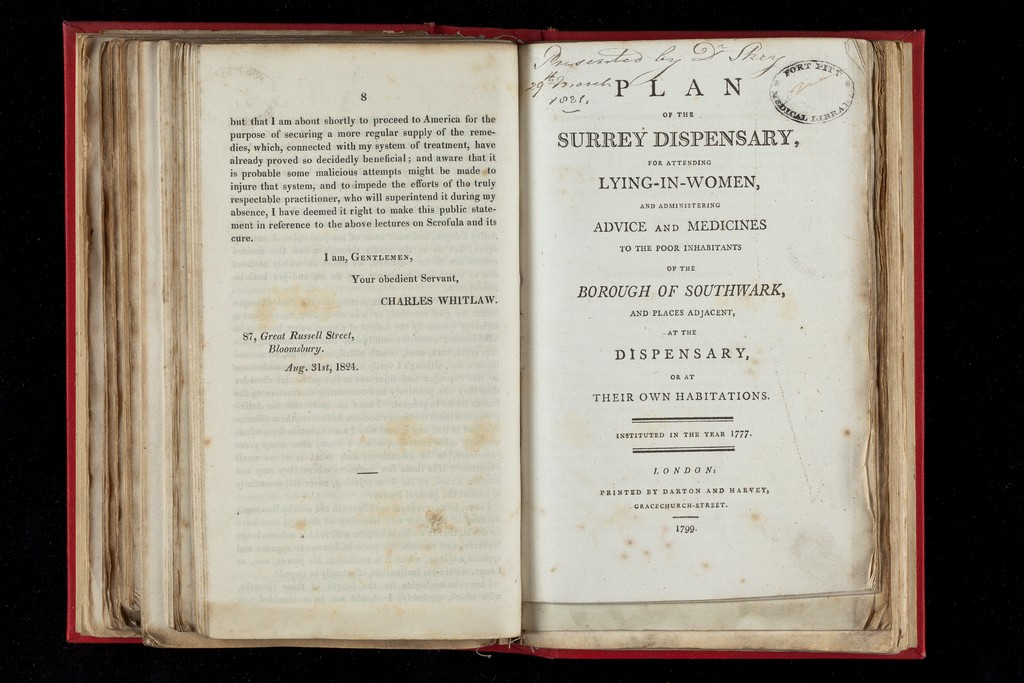 8
but that I am about shortly to proceed to America for the
purpose of securing a more regular supply of the reme-
dies, which, connected with my system of treatment, have
already proved so decidedly beneficial; and aware that it
is probable some malicious attempts might be made to
injure that system, and to impede the efforts of the truly
respectable practitioner, who will superintend it during my
absence, I have deemed it right to make this public state-
ment in reference to the above lectures on Scrofula and its
cure.
I am, GENTLEMEN,
Your obedient Servant,
CHARLES WHITLAW.
87, Great Russell Street,
Bloomsbury.
Aug. 31st, 1824.
Presented by Dr
29th March
1821.
FORT PITT
MEDICAL LIBRARY
PLAN
OF THE
SURREY DISPENSARY,
FOR ATTENDING
LYING-IN-WOMEN,
AND ADMINISTERING
ADVICE AND MEDICINES
TO THE POOR INHABITANTS
OF THE
BOROUGH OF SOUTHWARK,
AND PLACES ADJACENT,
AT THE
DISPENSARY,
OR AT
THEIR OWN HABITATIONS.
INSTITUTED IN THE YEAR 1777.
LONDON:
PRINTED BY DARTON AND HARVEY,
GRACECHURCH-STREET.
1799.